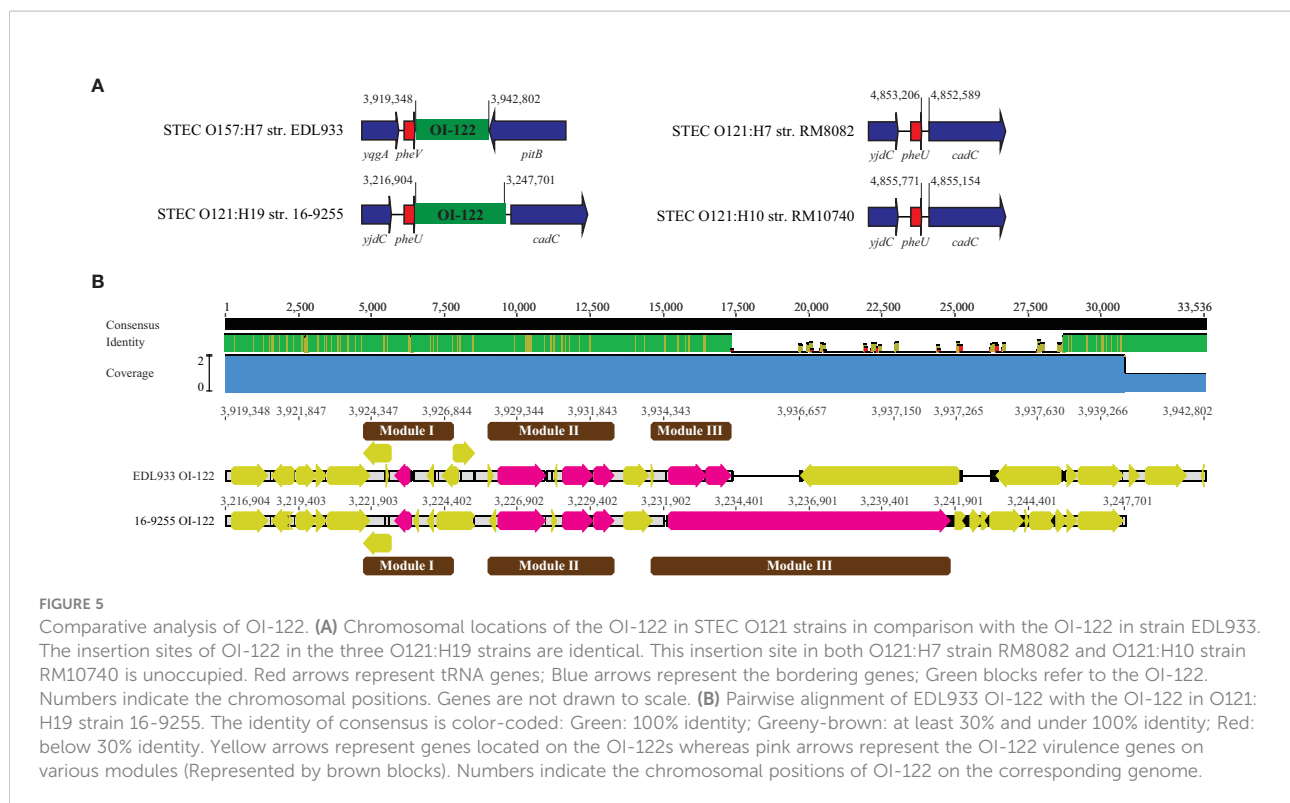 A
3,919,348 3,942,802
STEC O157:H7 str. EDL933
OI-122
yqgA pheV pitB
4,853,206 4,852,589
STEC O121:H7 str. RM8082
yjdC pheU cadC
3,216,904 3,247,701
STEC O121:H19 str. 16-9255
OI-122
yjdC pheU cadC
4,855,771 4,855,154
STEC O121:H10 str. RM10740
yjdC pheU cadC
B
1 2,500 5,000 7,500 10,000 12,500 15,000 17,500 20,000 22,500 25,000 27,500 30,000 33,536
Consensus
Identity
2
Coverage
0
3,919,348 3,921,847 3,924,347 3,926,844 3,929,344 3,931,843 3,934,343 3,936,657 3,937,150 3,937,265 3,937,630 3,939,266 3,942,802
Module I Module II Module III
EDL933 OI-122
3,216,904 3,219,403 3,221,903 3,224,402 3,226,902 3,229,402 3,231,902 3,234,401 3,236,901 3,239,401 3,241,901 3,244,401 3,247,701
16-9255 OI-122
Module I Module II Module III
FIGURE 5
Comparative analysis of OI-122. (A) Chromosomal locations of the OI-122 in STEC O121 strains in comparison with the OI-122 in strain EDL933.
The insertion sites of OI-122 in the three O121:H19 strains are identical. This insertion site in both O121:H7 strain RM8082 and O121:H10 strain
RM10740 is unoccupied. Red arrows represent tRNA genes; Blue arrows represent the bordering genes; Green blocks refer to the OI-122.
Numbers indicate the chromosomal positions. Genes are not drawn to scale. (B) Pairwise alignment of EDL933 OI-122 with the OI-122 in O121:
H19 strain 16-9255. The identity of consensus is color-coded: Green: 100% identity; Greeny-brown: at least 30% and under 100% identity; Red:
below 30% identity. Yellow arrows represent genes located on the OI-122s whereas pink arrows represent the OI-122 virulence genes on
various modules (Represented by brown blocks). Numbers indicate the chromosomal positions of OI-122 on the corresponding genome.